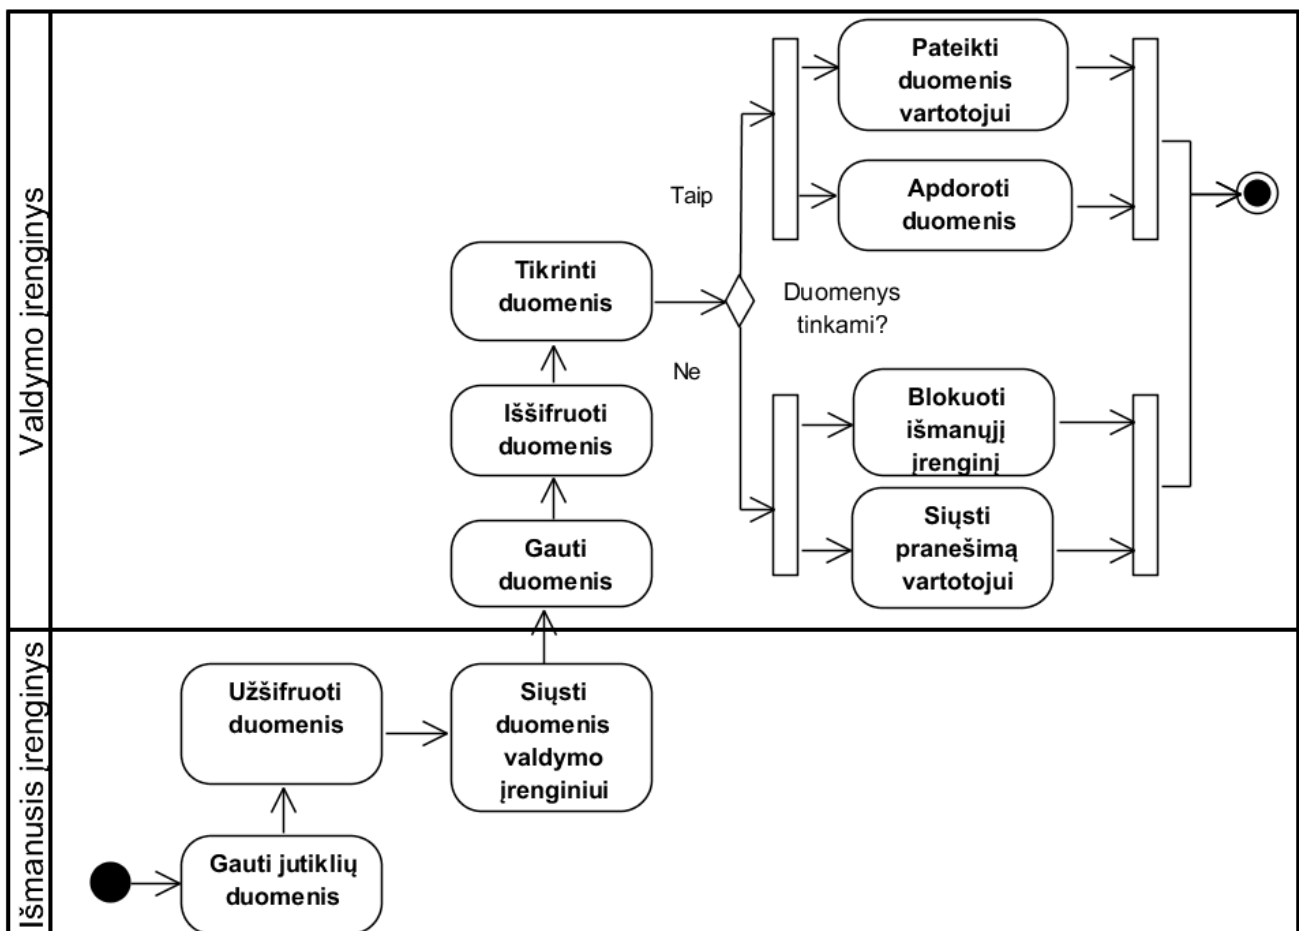 Valdymo įrenginys
Pateikti
duomenis
vartotojui
Apdoroti
duomenis
Taip
Tikrinti
duomenis
Duomenys
tinkami?
Ne
Iššifruoti
duomenis
Blokuoti
išmanųjį
įrenginį
Gauti
duomenis
Siųsti
pranešimą
vartotojui
Išmanusis įrenginys
Užšifruoti
duomenis
Siųsti
duomenis
valdymo
įrenginiui
Gauti jutiklių
duomenis